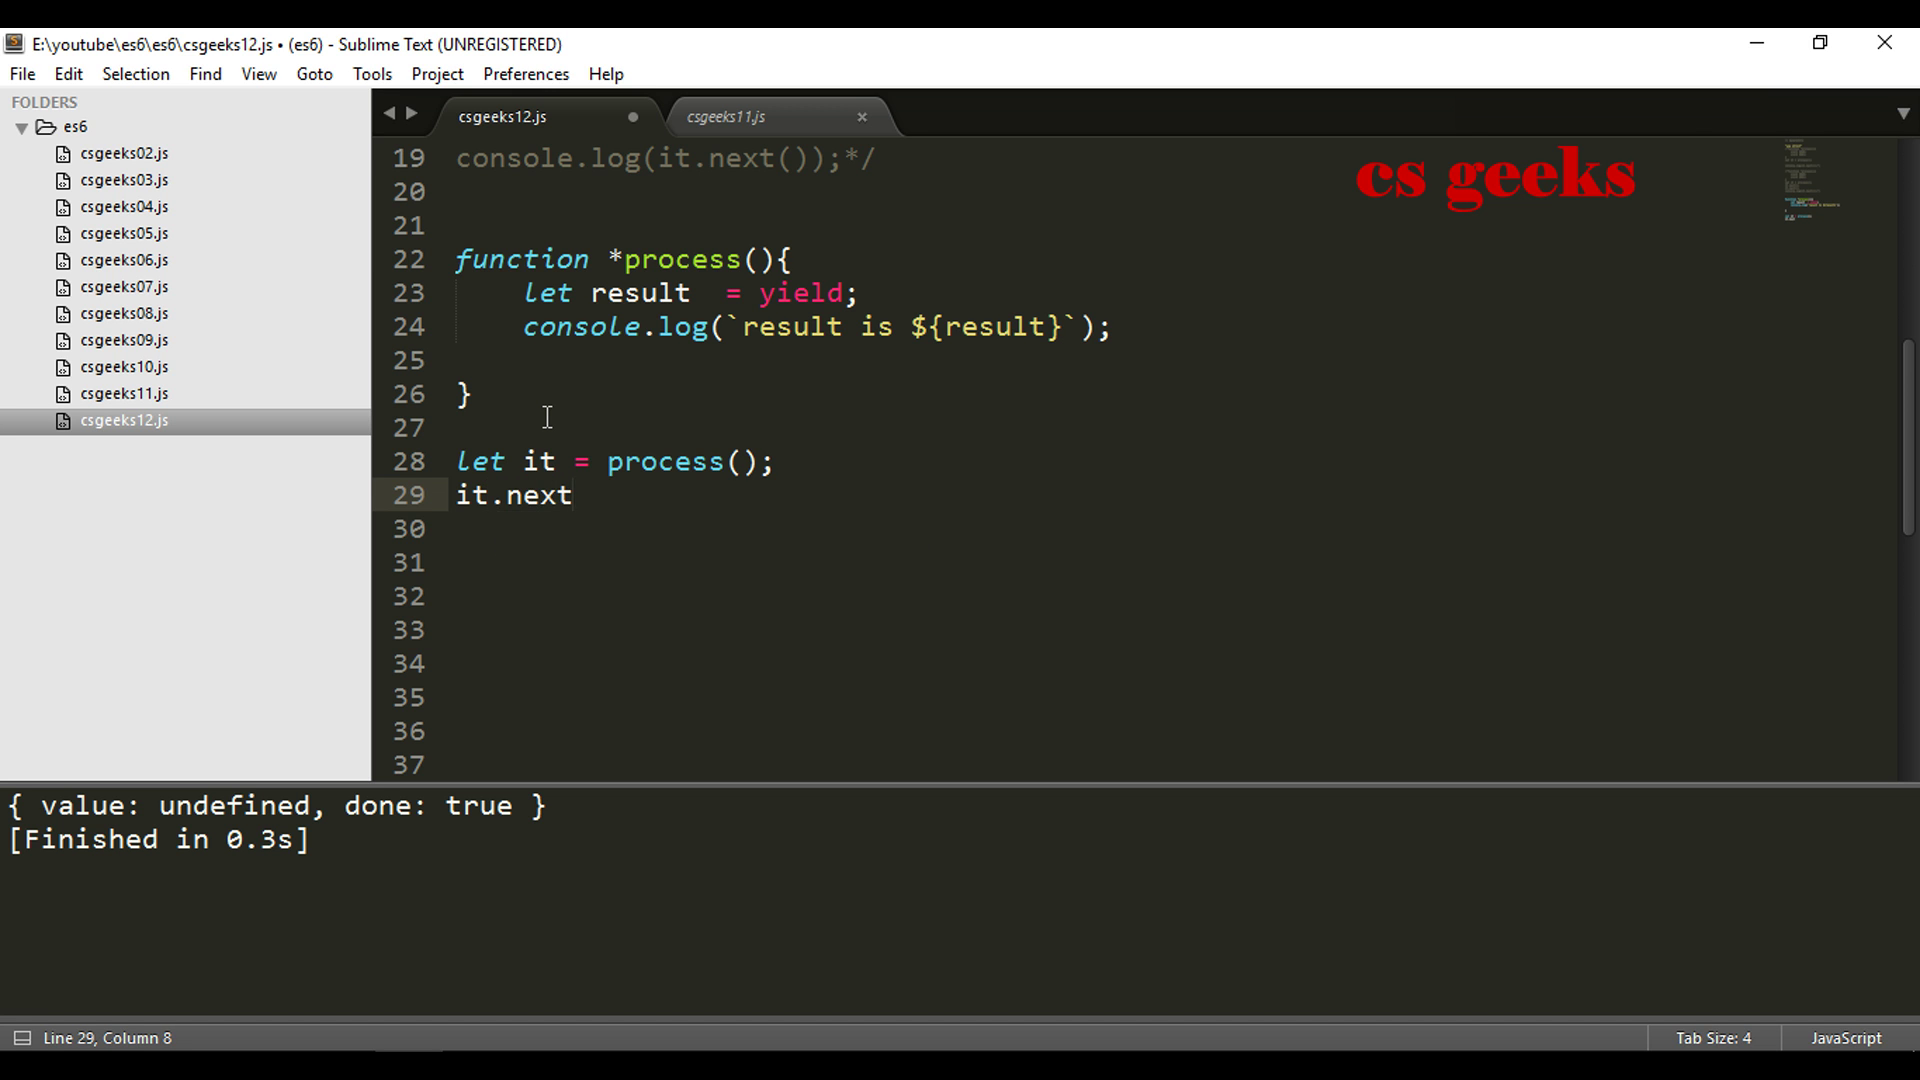 E:\youtube\es6\es6\csgeeks12.js • (es6) - Sublime Text (UNREGISTERED)
File Edit Selection Find View Goto Tools Project Preferences Help
FOLDERS
es6
csgeeks02.js
csgeeks03.js
csgeeks04.js
csgeeks05.js
csgeeks06.js
csgeeks07.js
csgeeks08.js
csgeeks09.js
csgeeks10.js
csgeeks11.js
csgeeks12.js
csgeeks12.js csgeeks11.js
cs geeks
19 console.log(it.next());*/
20
21
22 function *process(){
23     let result  = yield;
24     console.log(`result is ${result}`);
25
26 }
27
28 let it = process();
29 it.next
30
31
32
33
34
35
36
37
{ value: undefined, done: true }
[Finished in 0.3s]
Line 29, Column 8 Tab Size: 4 JavaScript